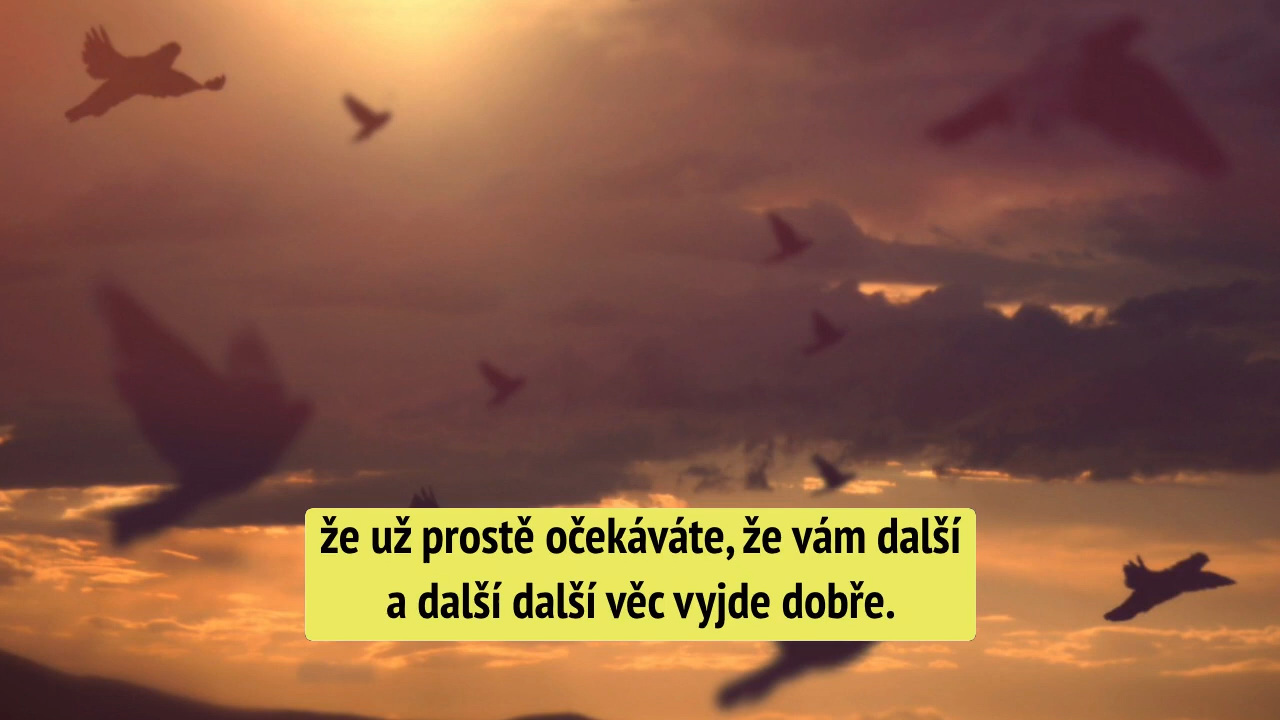 že už prostě očekáváte, že vám další
a další další věc vyjde dobře.